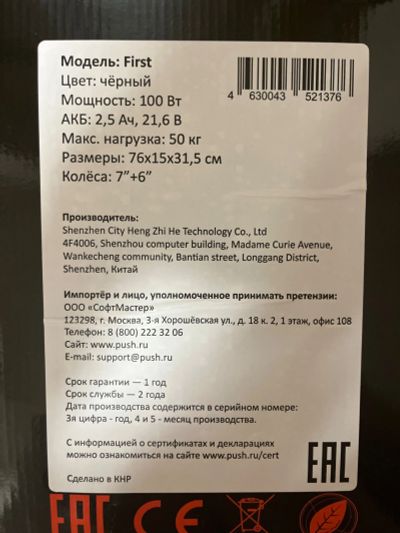 Модель: First
Цвет: чёрный
Мощность: 100 Вт
АКБ: 2,5 Ач, 21,6 В
Макс. нагрузка: 50 кг
Размеры: 76x15x31,5 см
Колёса: 7”+6”
4 630043 521376
Производитель:
Shenzhen City Heng Zhi He Technology Co., Ltd
4F4006, Shenzhou computer building, Madame Curie Avenue,
Wankecheng community, Bantian street, Longgang District,
Shenzhen, Китай
Импортёр и лицо, уполномоченное принимать претензии:
ООО «СофтМастер»
123298, г. Москва, 3-я Хорошёвская ул., д. 18 к. 2, 1 этаж, офис 108
Телефон: 8 (800) 222 32 06
Сайт: www.push.ru
E-mail: support@push.ru
Срок гарантии — 1 год
Срок службы — 2 года
Дата производства содержится в серийном номере:
3я цифра - год, 4 и 5 - месяц производства.
С информацией о сертификатах и декларациях
можно ознакомиться на сайте www.push.ru/cert
Сделано в КНР
EAC
EAC CE